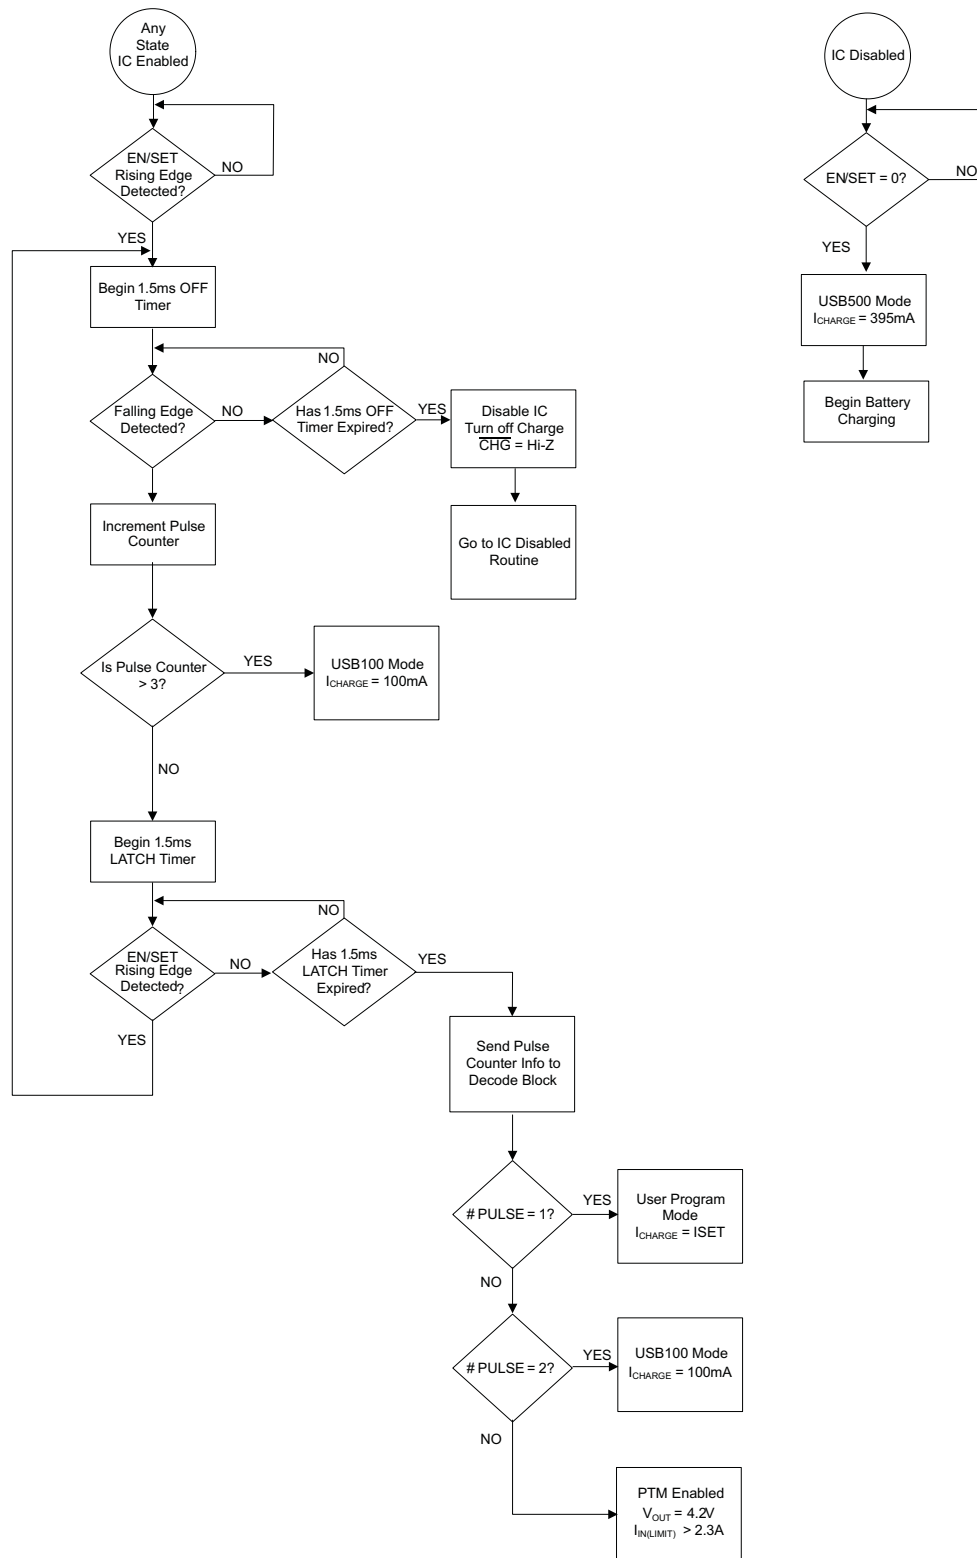 Any
State
IC Enabled
EN/SET
Rising Edge
Detected?
NO
YES
Begin 1.5ms OFF
Timer
NO
Falling Edge
Detected?
NO
Has 1.5ms OFF
Timer Expired?
YES
Disable IC
Turn off Charge
CHG = Hi-Z
Increment Pulse
Counter
Go to IC Disabled
Routine
Is Pulse Counter
> 3?
YES
USB100 Mode
ICHARGE = 100mA
NO
Begin 1.5ms
LATCH Timer
NO
EN/SET
Rising Edge
Detected?
NO
Has 1.5ms
LATCH Timer
Expired?
YES
YES
Send Pulse
Counter Info to
Decode Block
# PULSE = 1?
YES
User Program
Mode
ICHARGE = ISET
NO
# PULSE = 2?
YES
USB100 Mode
ICHARGE = 100mA
NO
PTM Enabled
VOUT = 4.2V
IIN(LIMIT) > 2.3A
IC Disabled
EN/SET = 0?
NO
YES
USB500 Mode
ICHARGE = 395mA
Begin Battery
Charging